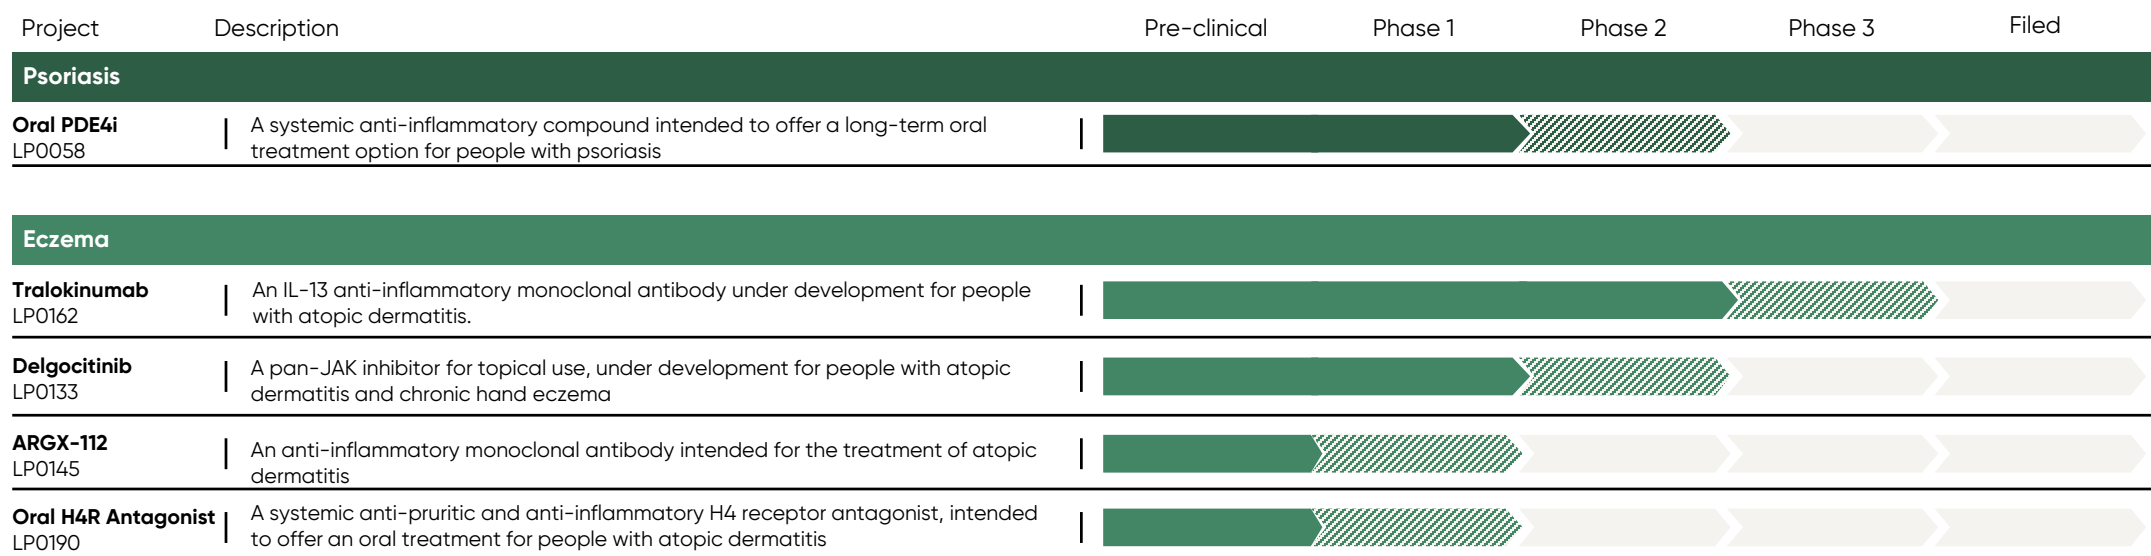 Project Description Pre-clinical Phase 1 Phase 2 Phase 3 Filed
Psoriasis
Oral PDE4i
LP0058
A systemic anti-inflammatory compound intended to offer a long-term oral
treatment option for people with psoriasis
Eczema
Tralokinumab
LP0162
An IL-13 anti-inflammatory monoclonal antibody under development for people
with atopic dermatitis.
Delgocitinib
LP0133
A pan-JAK inhibitor for topical use, under development for people with atopic
dermatitis and chronic hand eczema
ARGX-112
LP0145
An anti-inflammatory monoclonal antibody intended for the treatment of atopic
dermatitis
Oral H4R Antagonist
LP0190
A systemic anti-pruritic and anti-inflammatory H4 receptor antagonist, intended
to offer an oral treatment for people with atopic dermatitis